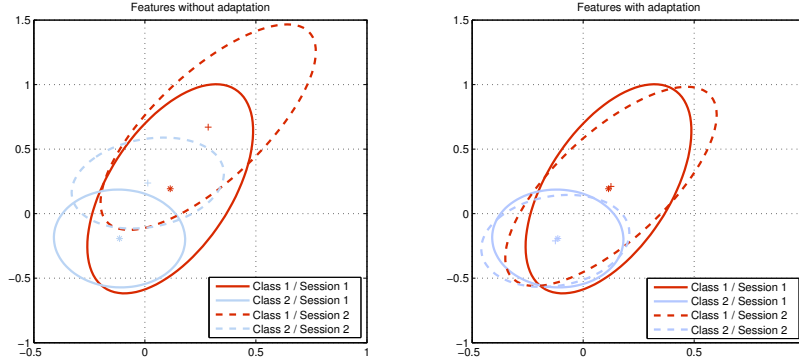 Features without adaptation
1.5
1
0.5
0
−0.5
−1
−0.5
0
0.5
1
Class 1 / Session 1
Class 2 / Session 1
Class 1 / Session 2
Class 2 / Session 2
Features with adaptation
1.5
1
0.5
0
−0.5
−1
−0.5
0
0.5
Class 1 / Session 1
Class 2 / Session 1
Class 1 / Session 2
Class 2 / Session 2